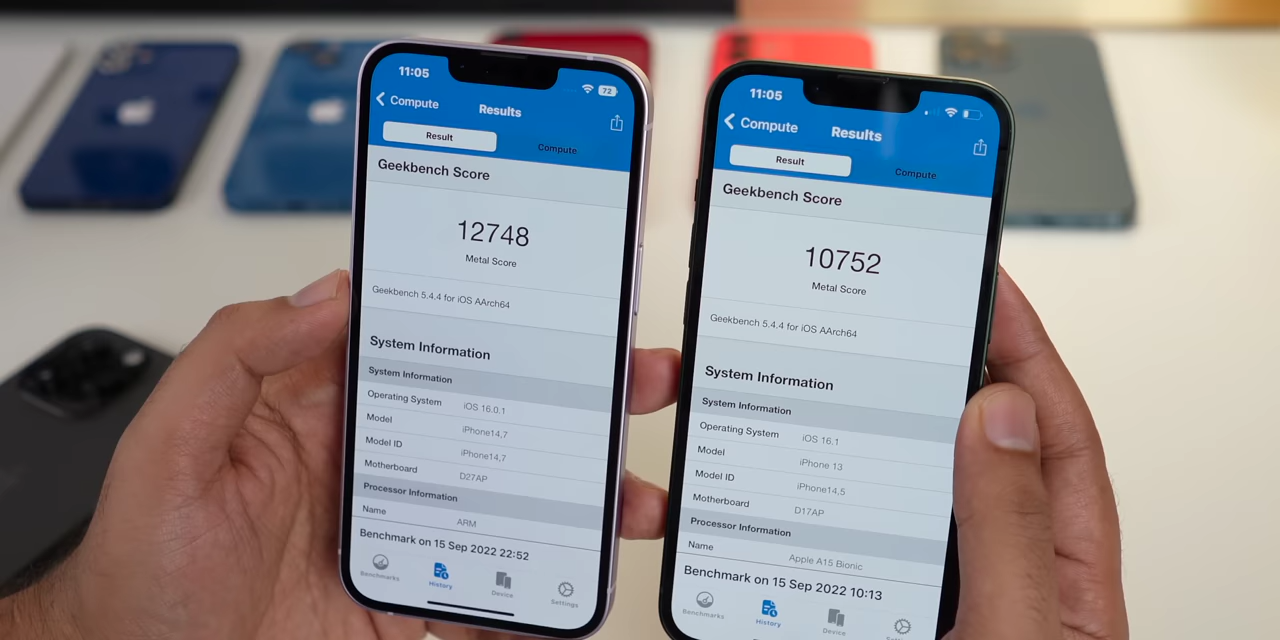 11:05
72
Compute
Results
Result
Compute
Geekbench Score
12748
Metal Score
Geekbench 5.4.4 for iOS AArch64
System Information
System Information
Operating System iOS 16.0.1
Model iPhone14,7
Model ID iPhone14,7
Motherboard D27AP
Processor Information
Name ARM
Benchmark on 15 Sep 2022 22:52
Benchmarks
History
Device
Settings
11:05
Compute
Results
Result
Compute
Geekbench Score
10752
Metal Score
Geekbench 5.4.4 for iOS AArch64
System Information
System Information
Operating System iOS 16.1
Model iPhone 13
Model ID iPhone14,5
Motherboard D17AP
Processor Information
Name Apple A15 Bionic
Benchmark on 15 Sep 2022 10:13
Benchmarks
History
Device